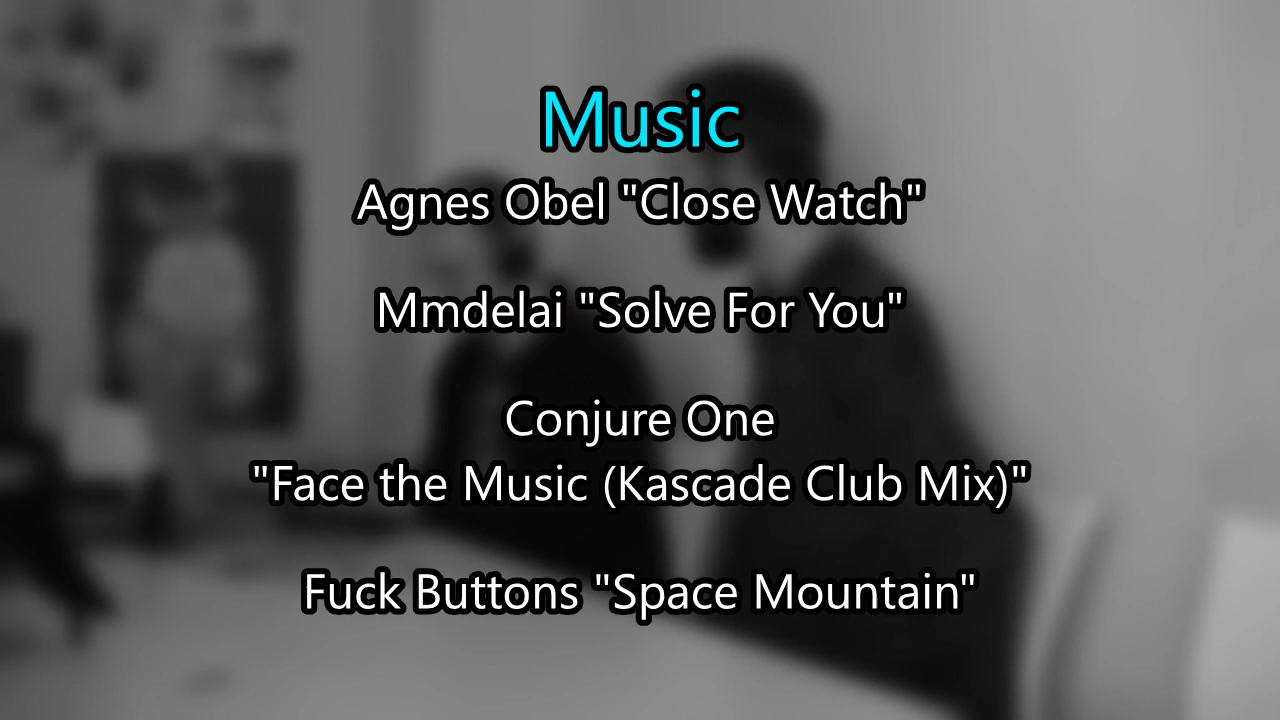 Music
Agnes Obel "Close Watch"
Mmdelai "Solve For You"
Conjure One
"Face the Music (Kascade Club Mix)"
Fuck Buttons "Space Mountain"